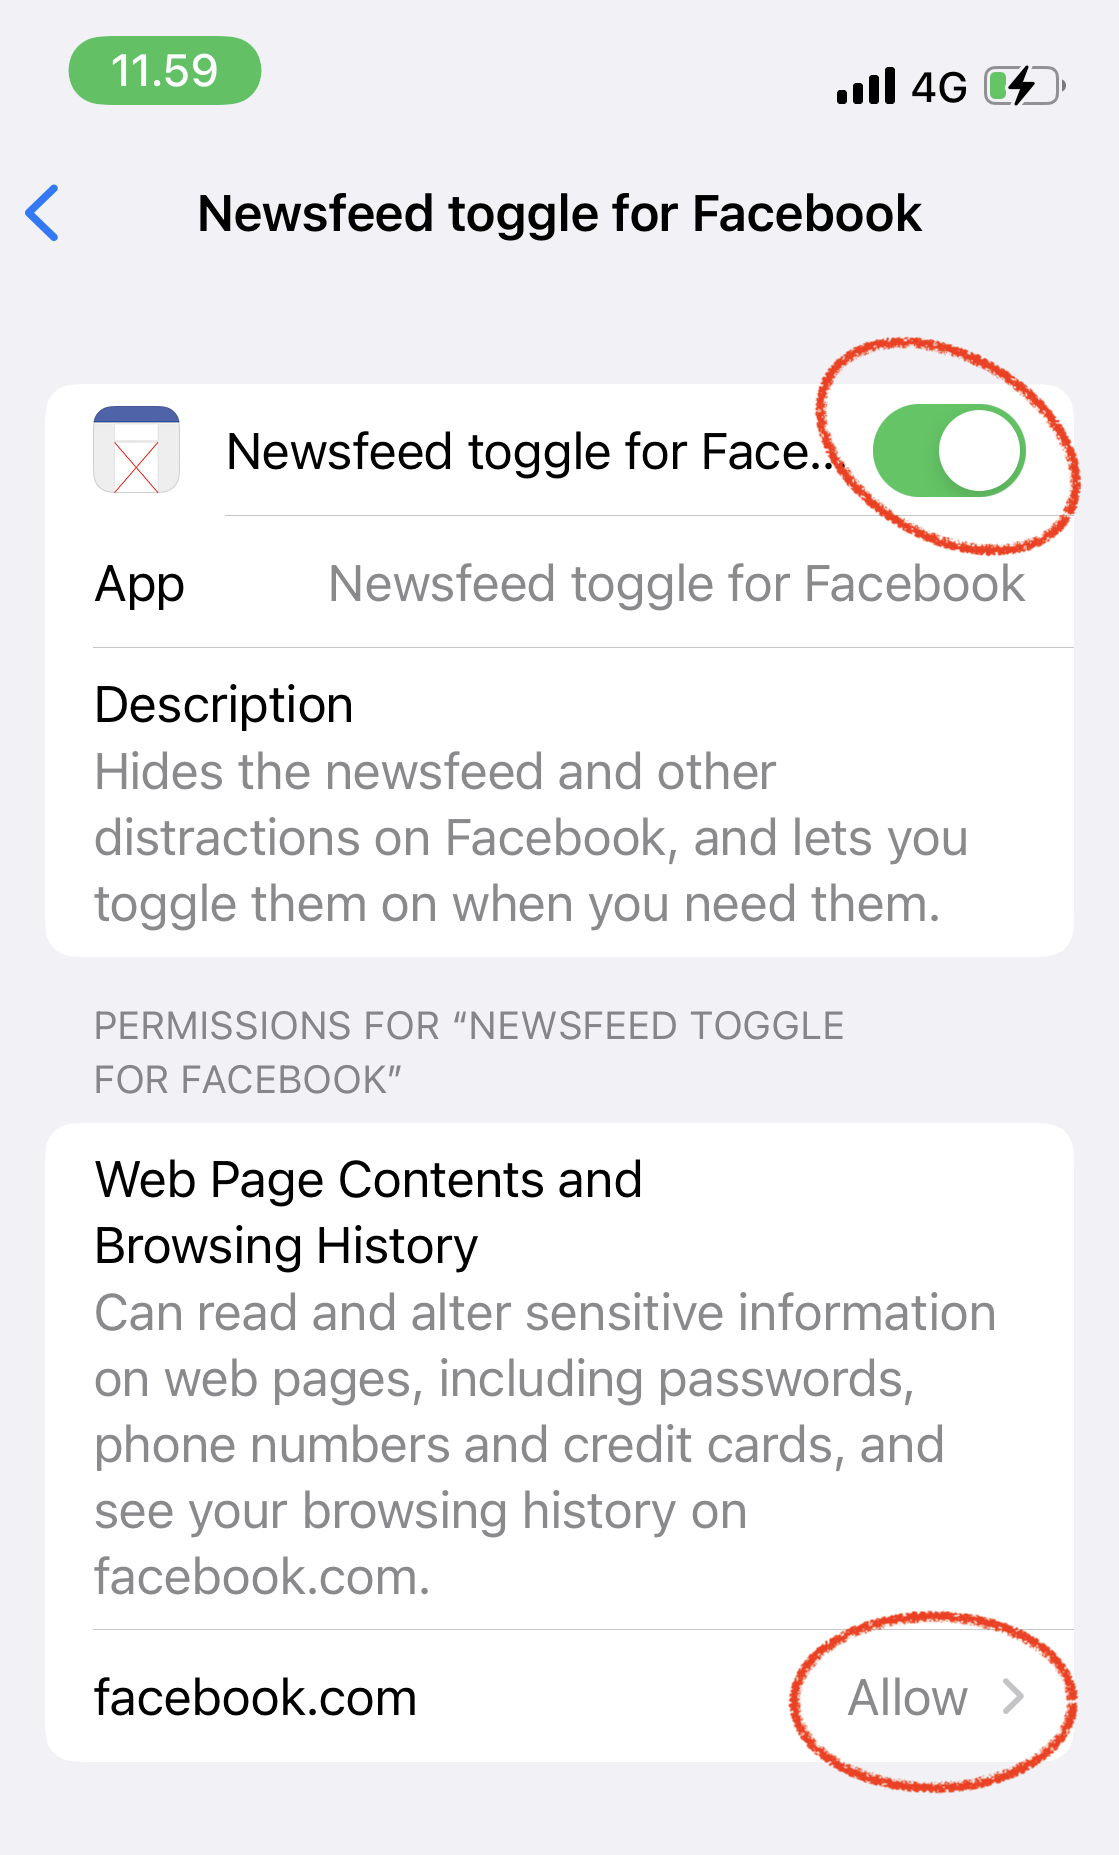 11.59
4G
Newsfeed toggle for Facebook
Newsfeed toggle for Face...
App Newsfeed toggle for Facebook
Description
Hides the newsfeed and other
distractions on Facebook, and lets you
toggle them on when you need them.
PERMISSIONS FOR “NEWSFEED TOGGLE
FOR FACEBOOK”
Web Page Contents and
Browsing History
Can read and alter sensitive information
on web pages, including passwords,
phone numbers and credit cards, and
see your browsing history on
facebook.com.
facebook.com Allow